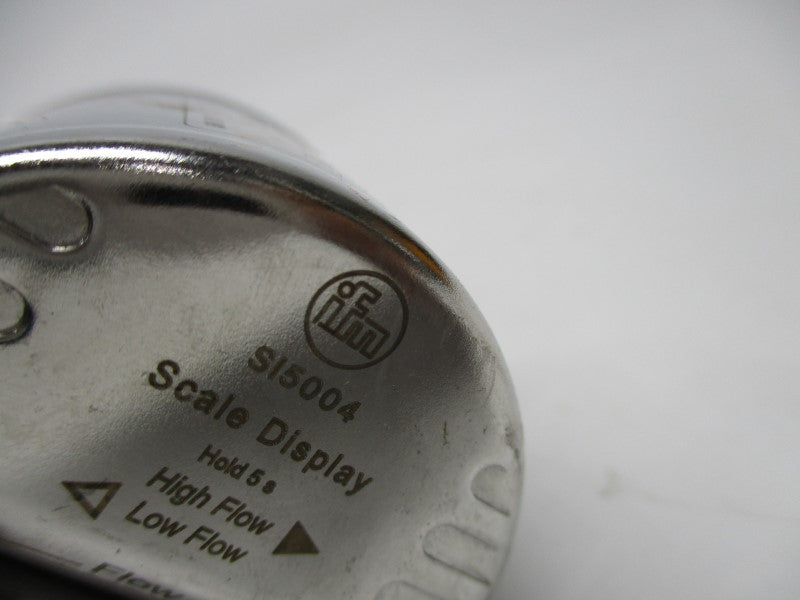 ifm
SI5004
Scale Display
Hold 5 s
High Flow
Low Flow
Flow